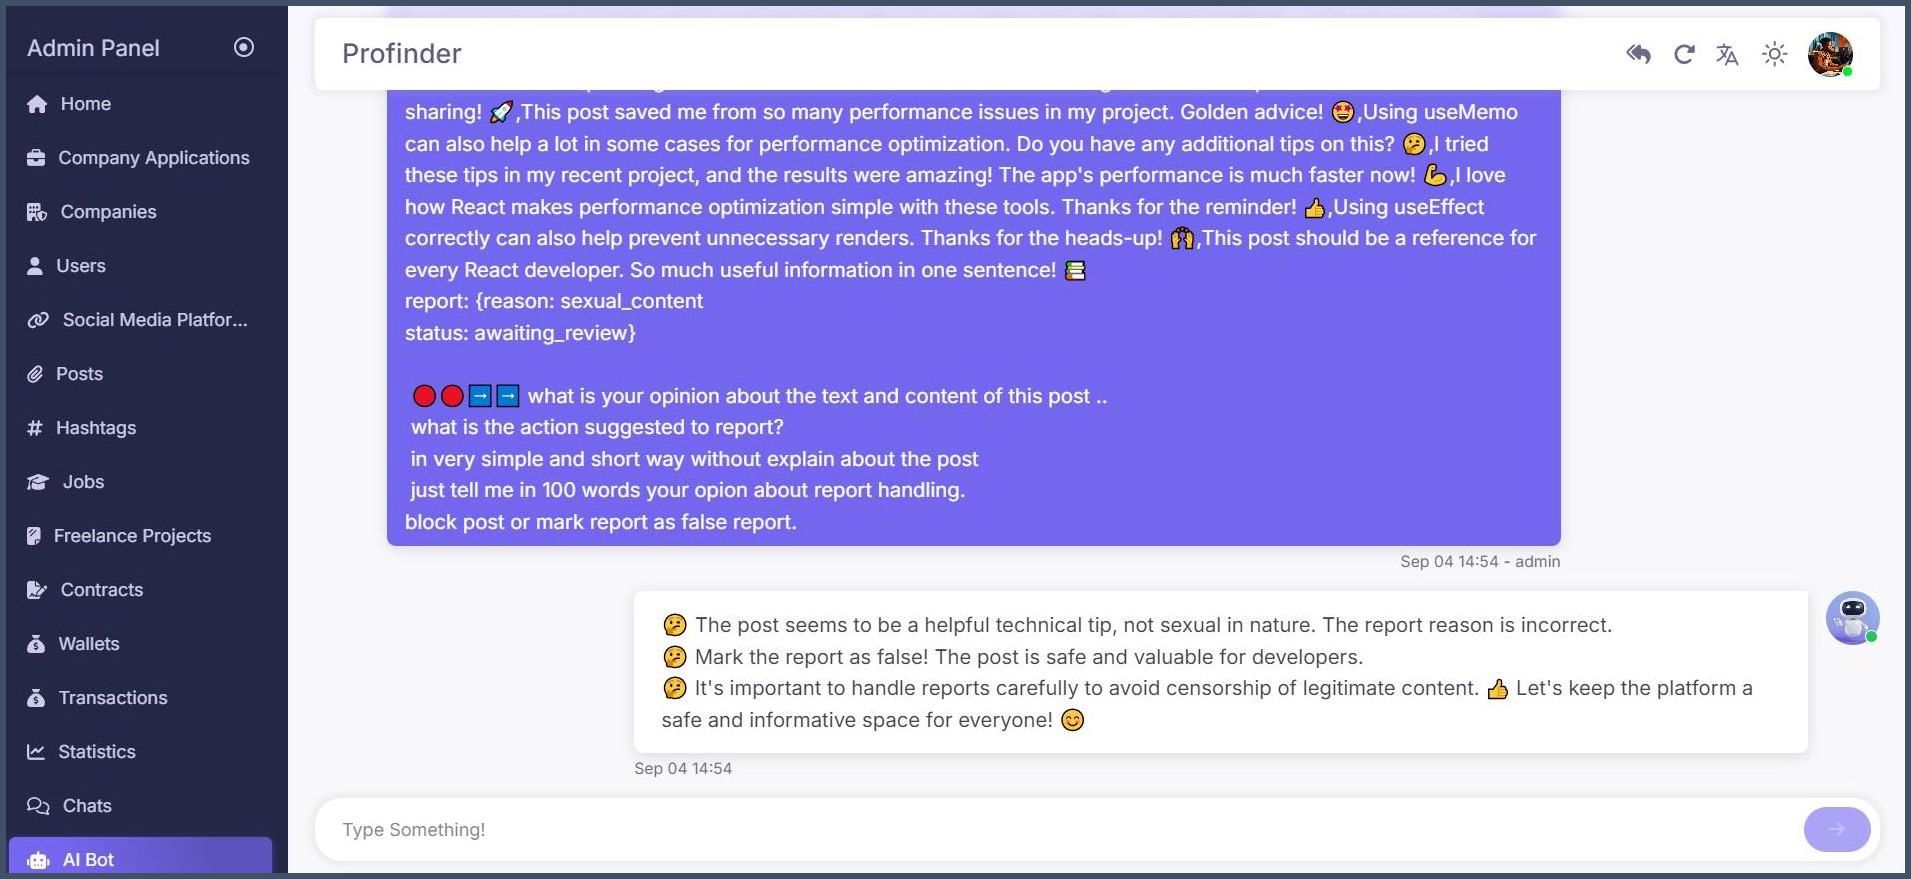 Admin Panel
Home
Company Applications
Companies
Users
Social Media Platfor...
Posts
Hashtags
Jobs
Freelance Projects
Contracts
Wallets
Transactions
Statistics
Chats
AI Bot
Profinder
sharing! 🚀,This post saved me from so many performance issues in my project. Golden advice! 🤩,Using useMemo
can also help a lot in some cases for performance optimization. Do you have any additional tips on this? 🤔,I tried
these tips in my recent project, and the results were amazing! The app's performance is much faster now! 💪,I love
how React makes performance optimization simple with these tools. Thanks for the reminder! 👍,Using useEffect
correctly can also help prevent unnecessary renders. Thanks for the heads-up! 🙌,This post should be a reference for
every React developer. So much useful information in one sentence! 📚
report: {reason: sexual_content
status: awaiting_review}
🔴🔴➡️➡️ what is your opinion about the text and content of this post ..
what is the action suggested to report?
in very simple and short way without explain about the post
just tell me in 100 words your opion about report handling.
block post or mark report as false report.
Sep 04 14:54 - admin
🤔 The post seems to be a helpful technical tip, not sexual in nature. The report reason is incorrect.
🤔 Mark the report as false! The post is safe and valuable for developers.
🤔 It's important to handle reports carefully to avoid censorship of legitimate content. 👍 Let's keep the platform a
safe and informative space for everyone! 😊
Sep 04 14:54
Type Something!